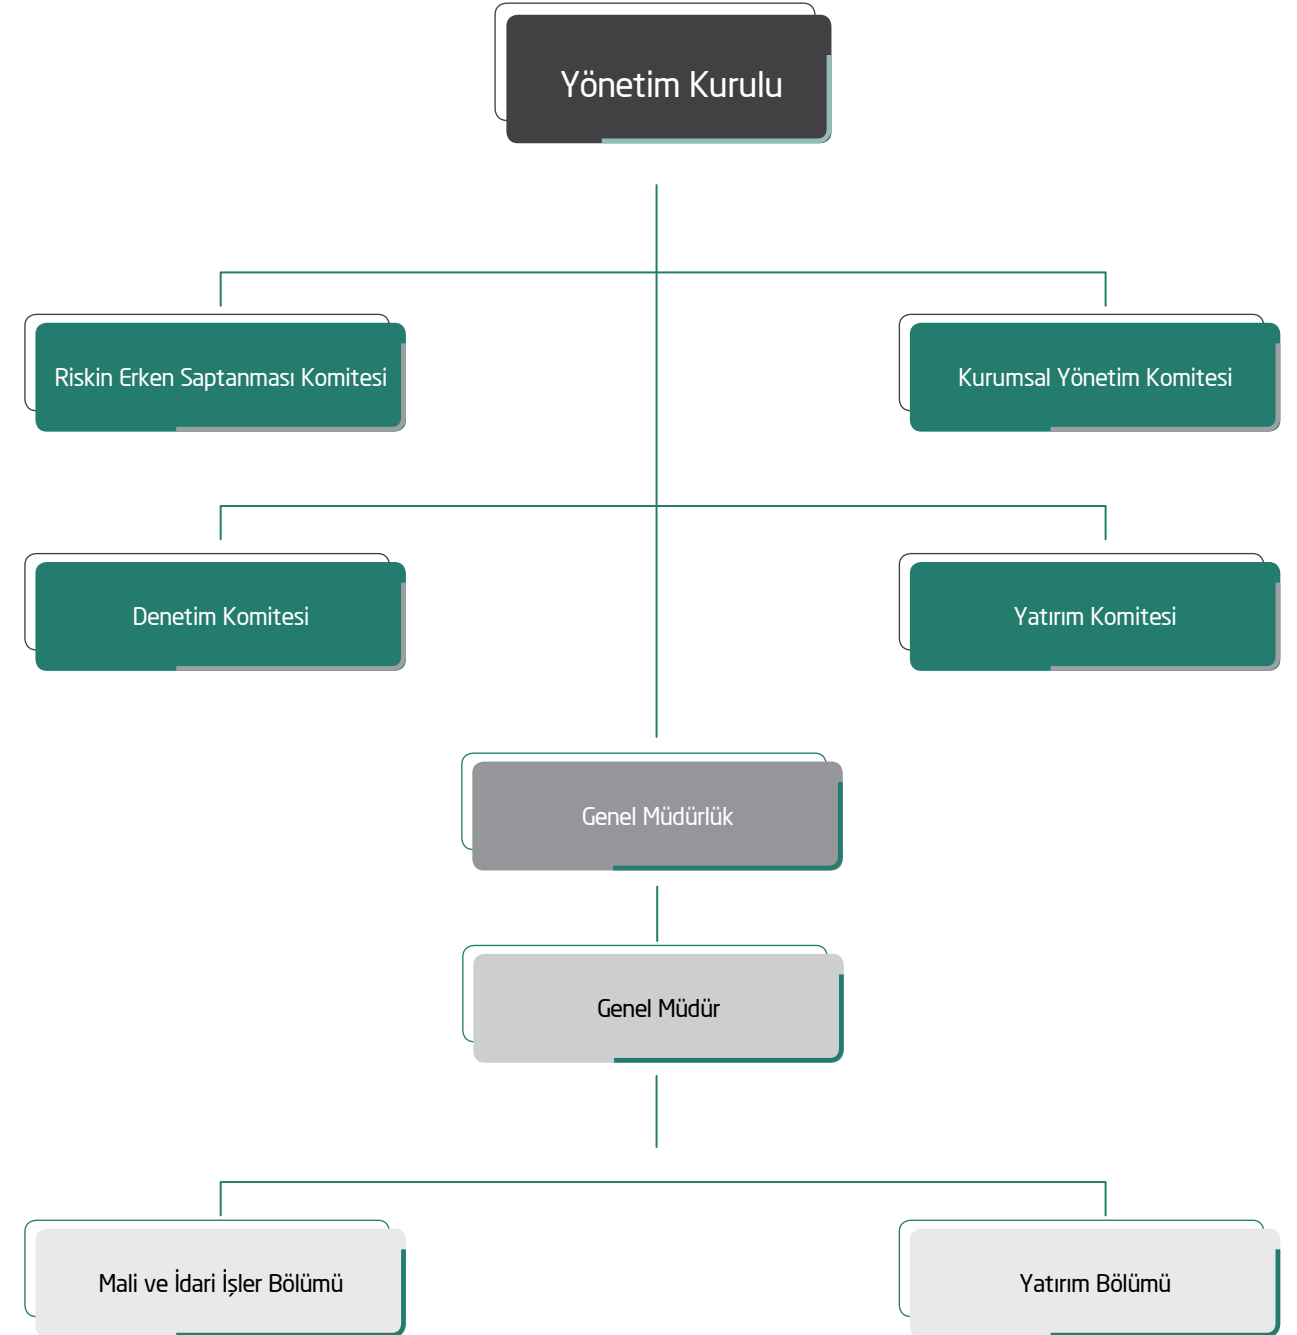 Yönetim Kurulu
Riskin Erken Saptanması Komitesi
Kurumsal Yönetim Komitesi
Denetim Komitesi
Yatırım Komitesi
Genel Müdürlük
Genel Müdür
Mali ve İdari İşler Bölümü
Yatırım Bölümü